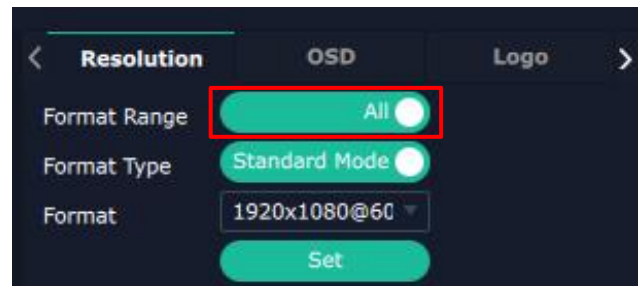 Resolution OSD Logo
Format Range All
Format Type Standard Mode
Format 1920x1080@60
Set